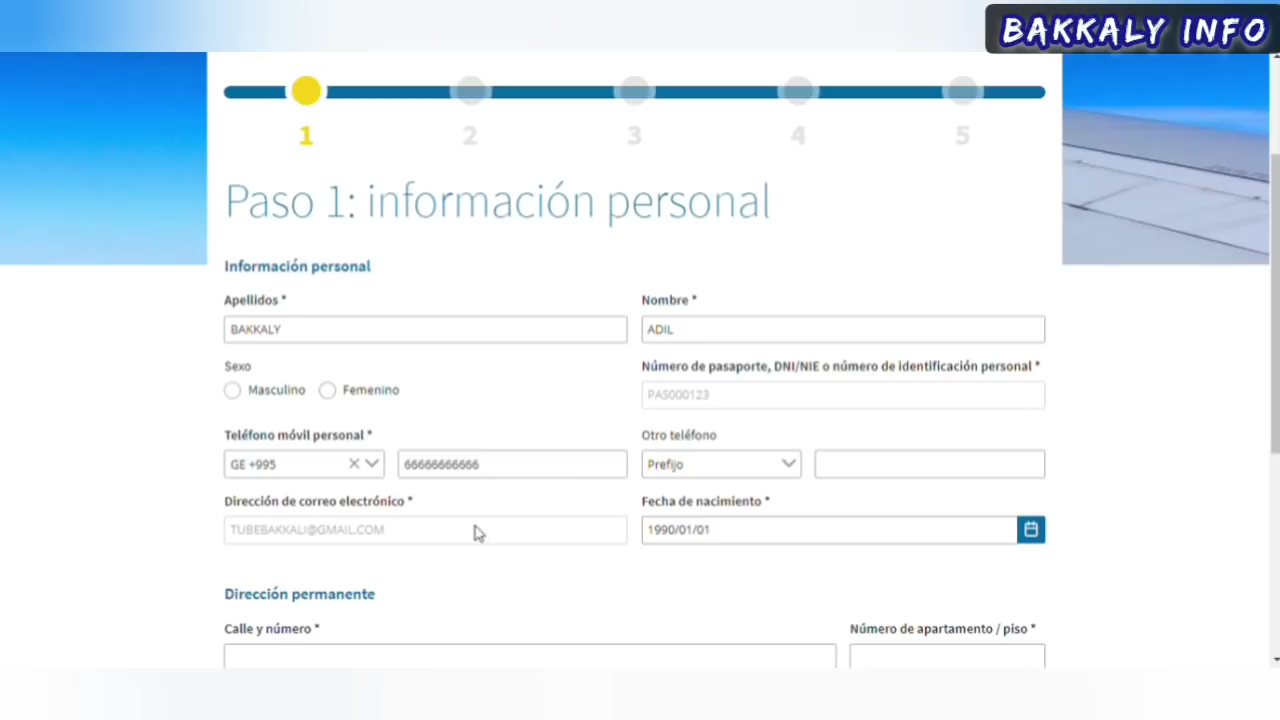 BAKKALY INFO
1 2 3 4 5
Paso 1: información personal
Información personal
Apellidos * Nombre *
BAKKALY ADIL
Sexo Número de pasaporte, DNI/NIE o número de identificación personal *
Masculino Femenino PAS000123
Teléfono móvil personal * Otro teléfono
GE +995 66666666666 Prefijo
Dirección de correo electrónico * Fecha de nacimiento *
TUBEBAKKALI@GMAIL.COM 1990/01/01
Dirección permanente
Calle y número * Número de apartamento / piso *